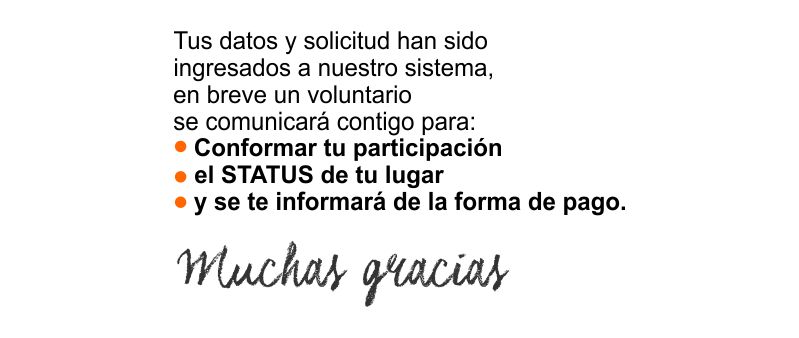 Tus datos y solicitud han sido
ingresados a nuestro sistema,
en breve un voluntario
se comunicará contigo para:
• Conformar tu participación
• el STATUS de tu lugar
• y se te informará de la forma de pago.
Muchas gracias